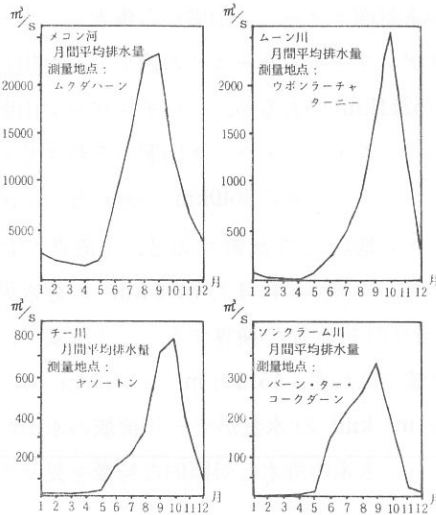 m³/s
メコン河
月間平均排水量
測量地点:
ムクダハーン
20000
15000
10000
5000
1 2 3 4 5 6 7 8 9 10 11 12 月
m³/s
ムーン川
月間平均排水量
測量地点:
ウボンラーチャ
ターニー
2500
2000
1000
1 2 3 4 5 6 7 8 9 10 11 12 月
m³/s
チー川
月間平均排水量
測量地点:
ヤソートン
800
600
400
200
1 2 3 4 5 6 7 8 9 10 11 12 月
m³/s
ソンクラーム川
月間平均排水量
測量地点:
バーン・ター・
コークダーン
300
200
100
1 2 3 4 5 6 7 8 9 10 11 12 月